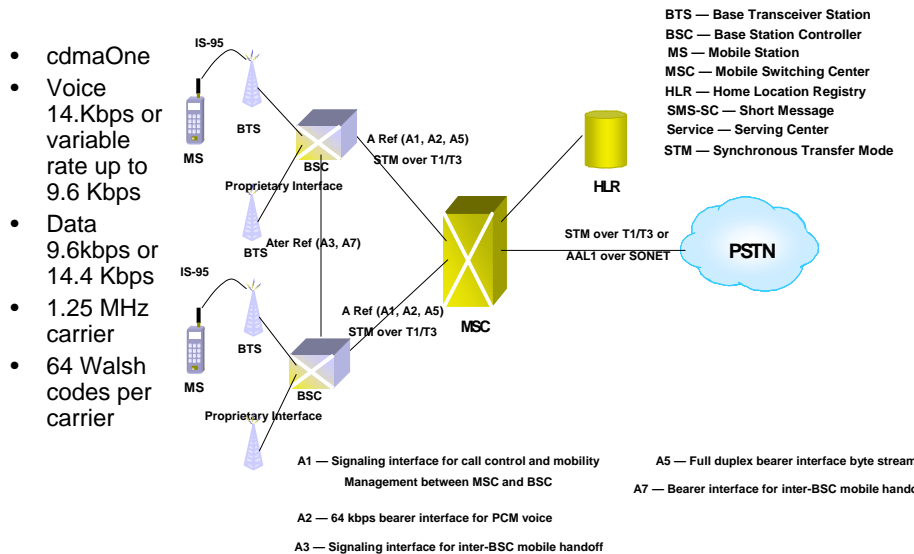 • cdmaOne
• Voice
14.Kbps or
variable
rate up to
9.6 Kbps
• Data
9.6kbps or
14.4 Kbps
• 1.25 MHz
carrier
• 64 Walsh
codes per
carrier
IS-95
MS
BTS
BTS
BSC
Proprietary Interface
A Ref (A1, A2, A5)
STM over T1/T3
Ater Ref (A3, A7)
IS-95
MS
BTS
BSC
Proprietary Interface
A Ref (A1, A2, A5)
STM over T1/T3
MSC
HLR
STM over T1/T3 or
AAL1 over SONET
PSTN
BTS — Base Transceiver Station
BSC — Base Station Controller
MS — Mobile Station
MSC — Mobile Switching Center
HLR — Home Location Registry
SMS-SC — Short Message
Service — Serving Center
STM — Synchronous Transfer Mode
A1 — Signaling interface for call control and mobility
Management between MSC and BSC
A2 — 64 kbps bearer interface for PCM voice
A3 — Signaling interface for inter-BSC mobile handoff
A5 — Full duplex bearer interface byte stream
A7 — Bearer interface for inter-BSC mobile